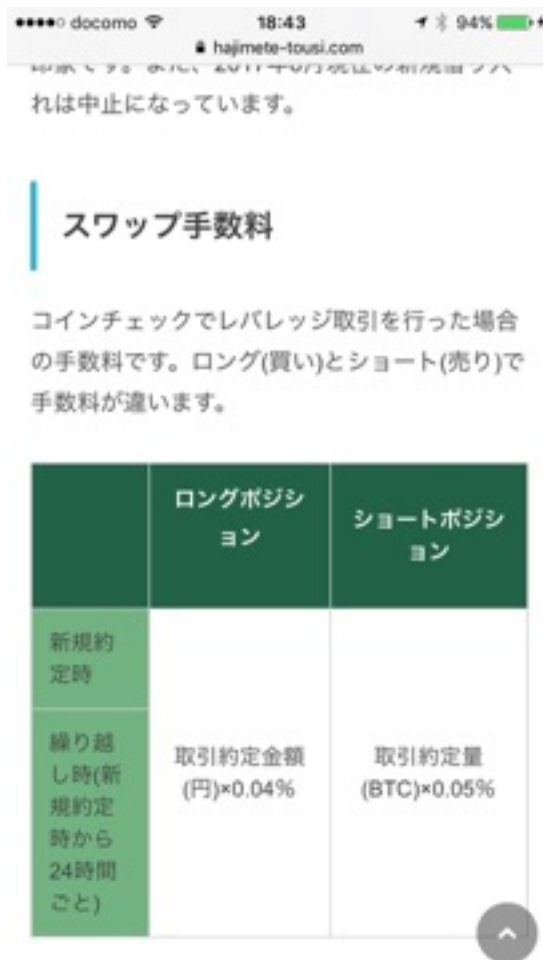 docomo 18:43 94%
hajimete-tousi.com
れは中止になっています。
スワップ手数料
コインチェックでレバレッジ取引を行った場合
の手数料です。ロング(買い)とショート(売り)で
手数料が違います。
ロングポジシ
ョン
ショートポジシ
ョン
新規約
定時
繰り越
し時(新
規約定
時から
24時間
ごと)
取引約定金額
(円)×0.04%
取引約定量
(BTC)×0.05%